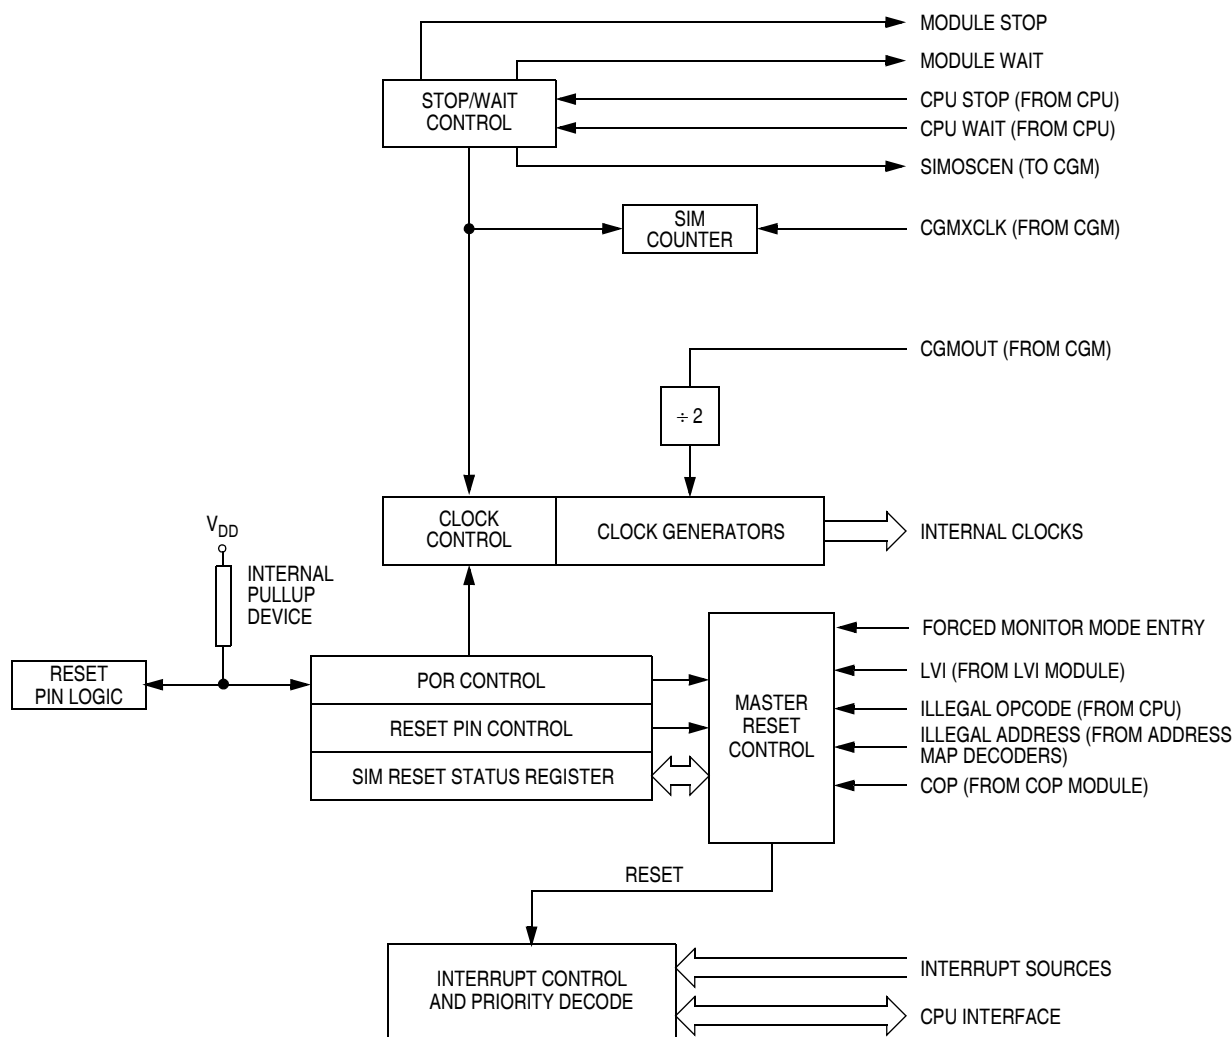 MODULE STOP
MODULE WAIT
STOP/WAIT
CONTROL
CPU STOP (FROM CPU)
CPU WAIT (FROM CPU)
SIMOSCEN (TO CGM)
SIM
COUNTER
CGMXCLK (FROM CGM)
CGMOUT (FROM CGM)
÷ 2
CLOCK
CONTROL
CLOCK GENERATORS
INTERNAL CLOCKS
VDD
INTERNAL
PULLUP
DEVICE
RESET
PIN LOGIC
POR CONTROL
RESET PIN CONTROL
SIM RESET STATUS REGISTER
MASTER
RESET
CONTROL
FORCED MONITOR MODE ENTRY
LVI (FROM LVI MODULE)
ILLEGAL OPCODE (FROM CPU)
ILLEGAL ADDRESS (FROM ADDRESS
MAP DECODERS)
COP (FROM COP MODULE)
RESET
INTERRUPT CONTROL
AND PRIORITY DECODE
INTERRUPT SOURCES
CPU INTERFACE